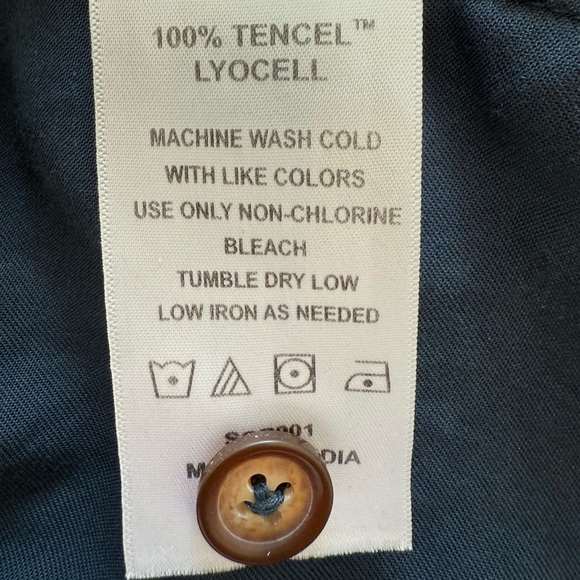 100% TENCEL™
LYOCELL
MACHINE WASH COLD
WITH LIKE COLORS
USE ONLY NON-CHLORINE
BLEACH
TUMBLE DRY LOW
LOW IRON AS NEEDED